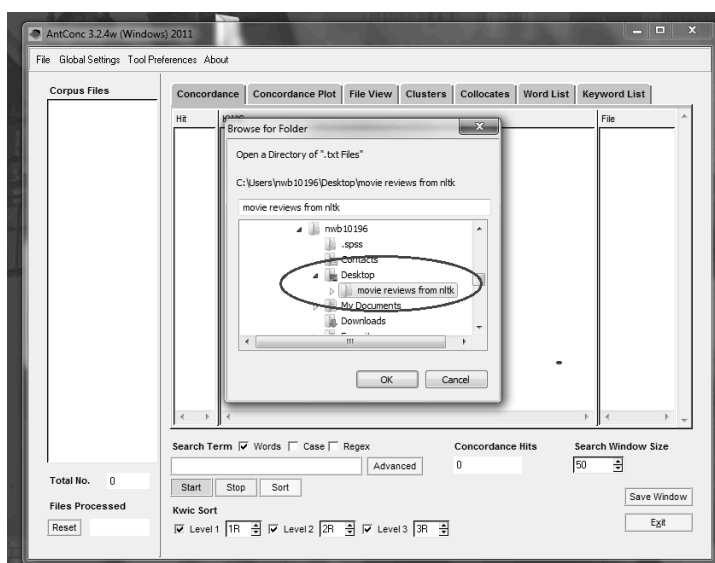 AntConc 3.2.4w (Windows) 2011
File Global Settings Tool Preferences About
Corpus Files
Concordance Concordance Plot File View Clusters Collocates Word List Keyword List
Hit
File
Browse for Folder
Open a Directory of ".txt Files"
C:\Users\nwb10196\Desktop\movie reviews from nltk
movie reviews from nltk
nwb10196
.spss
Contacts
Desktop
movie reviews from nltk
My Documents
Downloads
OK Cancel
Search Term Words Case Regex Concordance Hits Search Window Size
Advanced 0 50
Total No. 0
Start Stop Sort
Files Processed
Save Window
Kwic Sort
Reset
Level 1 1R Level 2 2R Level 3 3R
Exit